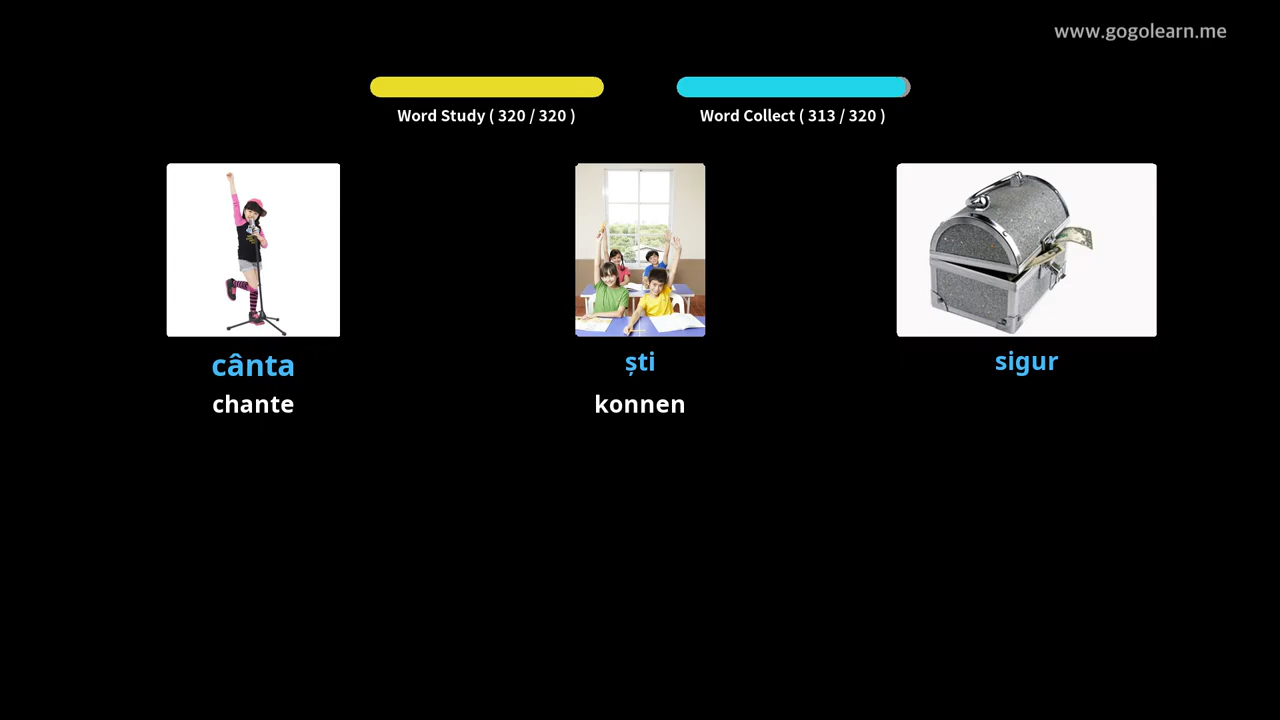 www.gogolearn.me
Word Study ( 320 / 320 )
Word Collect ( 313 / 320 )
cânta
chante
ști
konnen
sigur